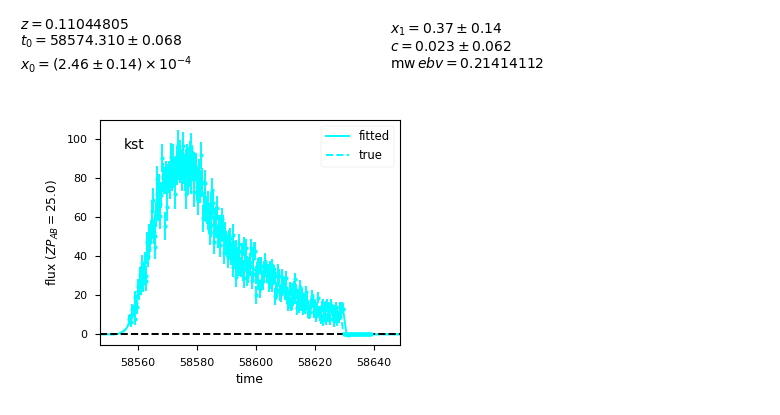 z = 0.11044805
t₀ = 58574.310 ± 0.068
x₀ = (2.46 ± 0.14) × 10⁻⁴
x₁ = 0.37 ± 0.14
c = 0.023 ± 0.062
mw ebv = 0.21414112
kst
fitted
true
100
80
60
40
20
0
flux (ZP_AB = 25.0)
58560 58580 58600 58620 58640
time